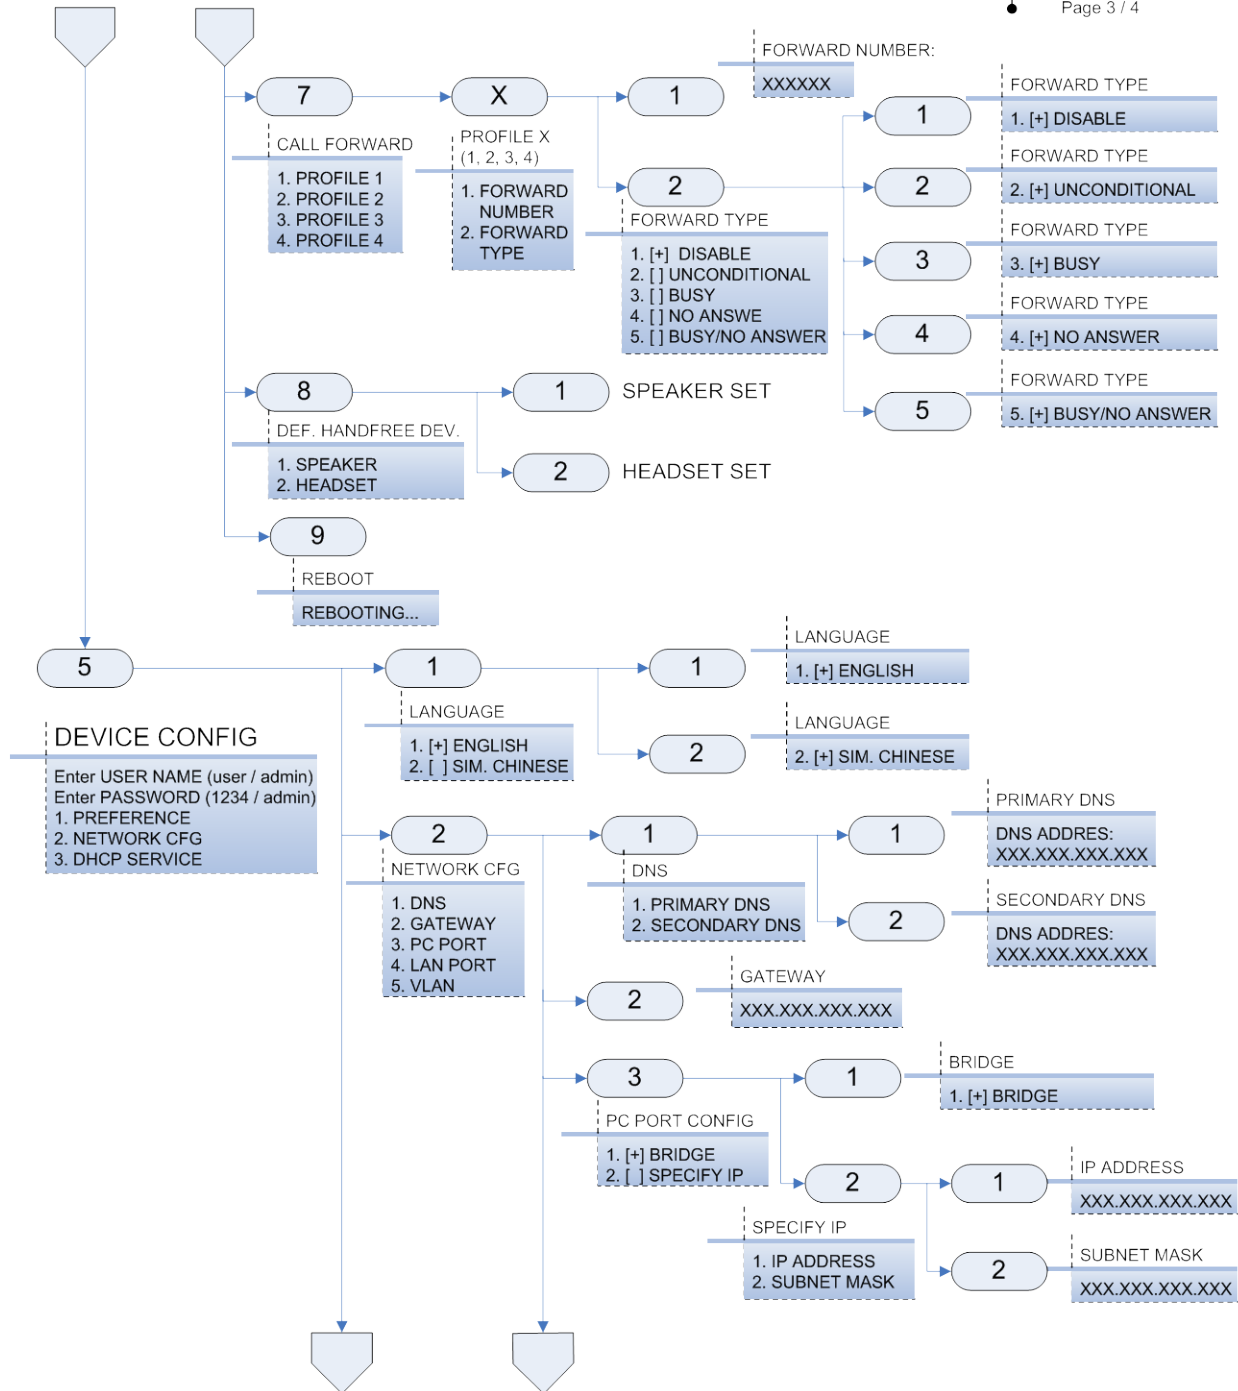 Page 3 / 4
7
CALL FORWARD
1. PROFILE 1
2. PROFILE 2
3. PROFILE 3
4. PROFILE 4
X
PROFILE X
(1, 2, 3, 4)
1. FORWARD
NUMBER
2. FORWARD
TYPE
1
FORWARD NUMBER:
XXXXXX
2
FORWARD TYPE
1. [+] DISABLE
2. [ ] UNCONDITIONAL
3. [ ] BUSY
4. [ ] NO ANSWE
5. [ ] BUSY/NO ANSWER
1
FORWARD TYPE
1. [+] DISABLE
2
FORWARD TYPE
2. [+] UNCONDITIONAL
3
FORWARD TYPE
3. [+] BUSY
4
FORWARD TYPE
4. [+] NO ANSWER
5
FORWARD TYPE
5. [+] BUSY/NO ANSWER
8
DEF. HANDFREE DEV.
1. SPEAKER
2. HEADSET
1
SPEAKER SET
2
HEADSET SET
9
REBOOT
REBOOTING...
5
DEVICE CONFIG
Enter USER NAME (user / admin)
Enter PASSWORD (1234 / admin)
1. PREFERENCE
2. NETWORK CFG
3. DHCP SERVICE
1
LANGUAGE
1. [+] ENGLISH
2. [ ] SIM. CHINESE
1
LANGUAGE
1. [+] ENGLISH
2
LANGUAGE
2. [+] SIM. CHINESE
2
NETWORK CFG
1. DNS
2. GATEWAY
3. PC PORT
4. LAN PORT
5. VLAN
1
DNS
1. PRIMARY DNS
2. SECONDARY DNS
1
PRIMARY DNS
DNS ADDRES:
XXX.XXX.XXX.XXX
2
SECONDARY DNS
DNS ADDRES:
XXX.XXX.XXX.XXX
2
GATEWAY
XXX.XXX.XXX.XXX
3
PC PORT CONFIG
1. [+] BRIDGE
2. [ ] SPECIFY IP
1
BRIDGE
1. [+] BRIDGE
2
SPECIFY IP
1. IP ADDRESS
2. SUBNET MASK
1
IP ADDRESS
XXX.XXX.XXX.XXX
2
SUBNET MASK
XXX.XXX.XXX.XXX